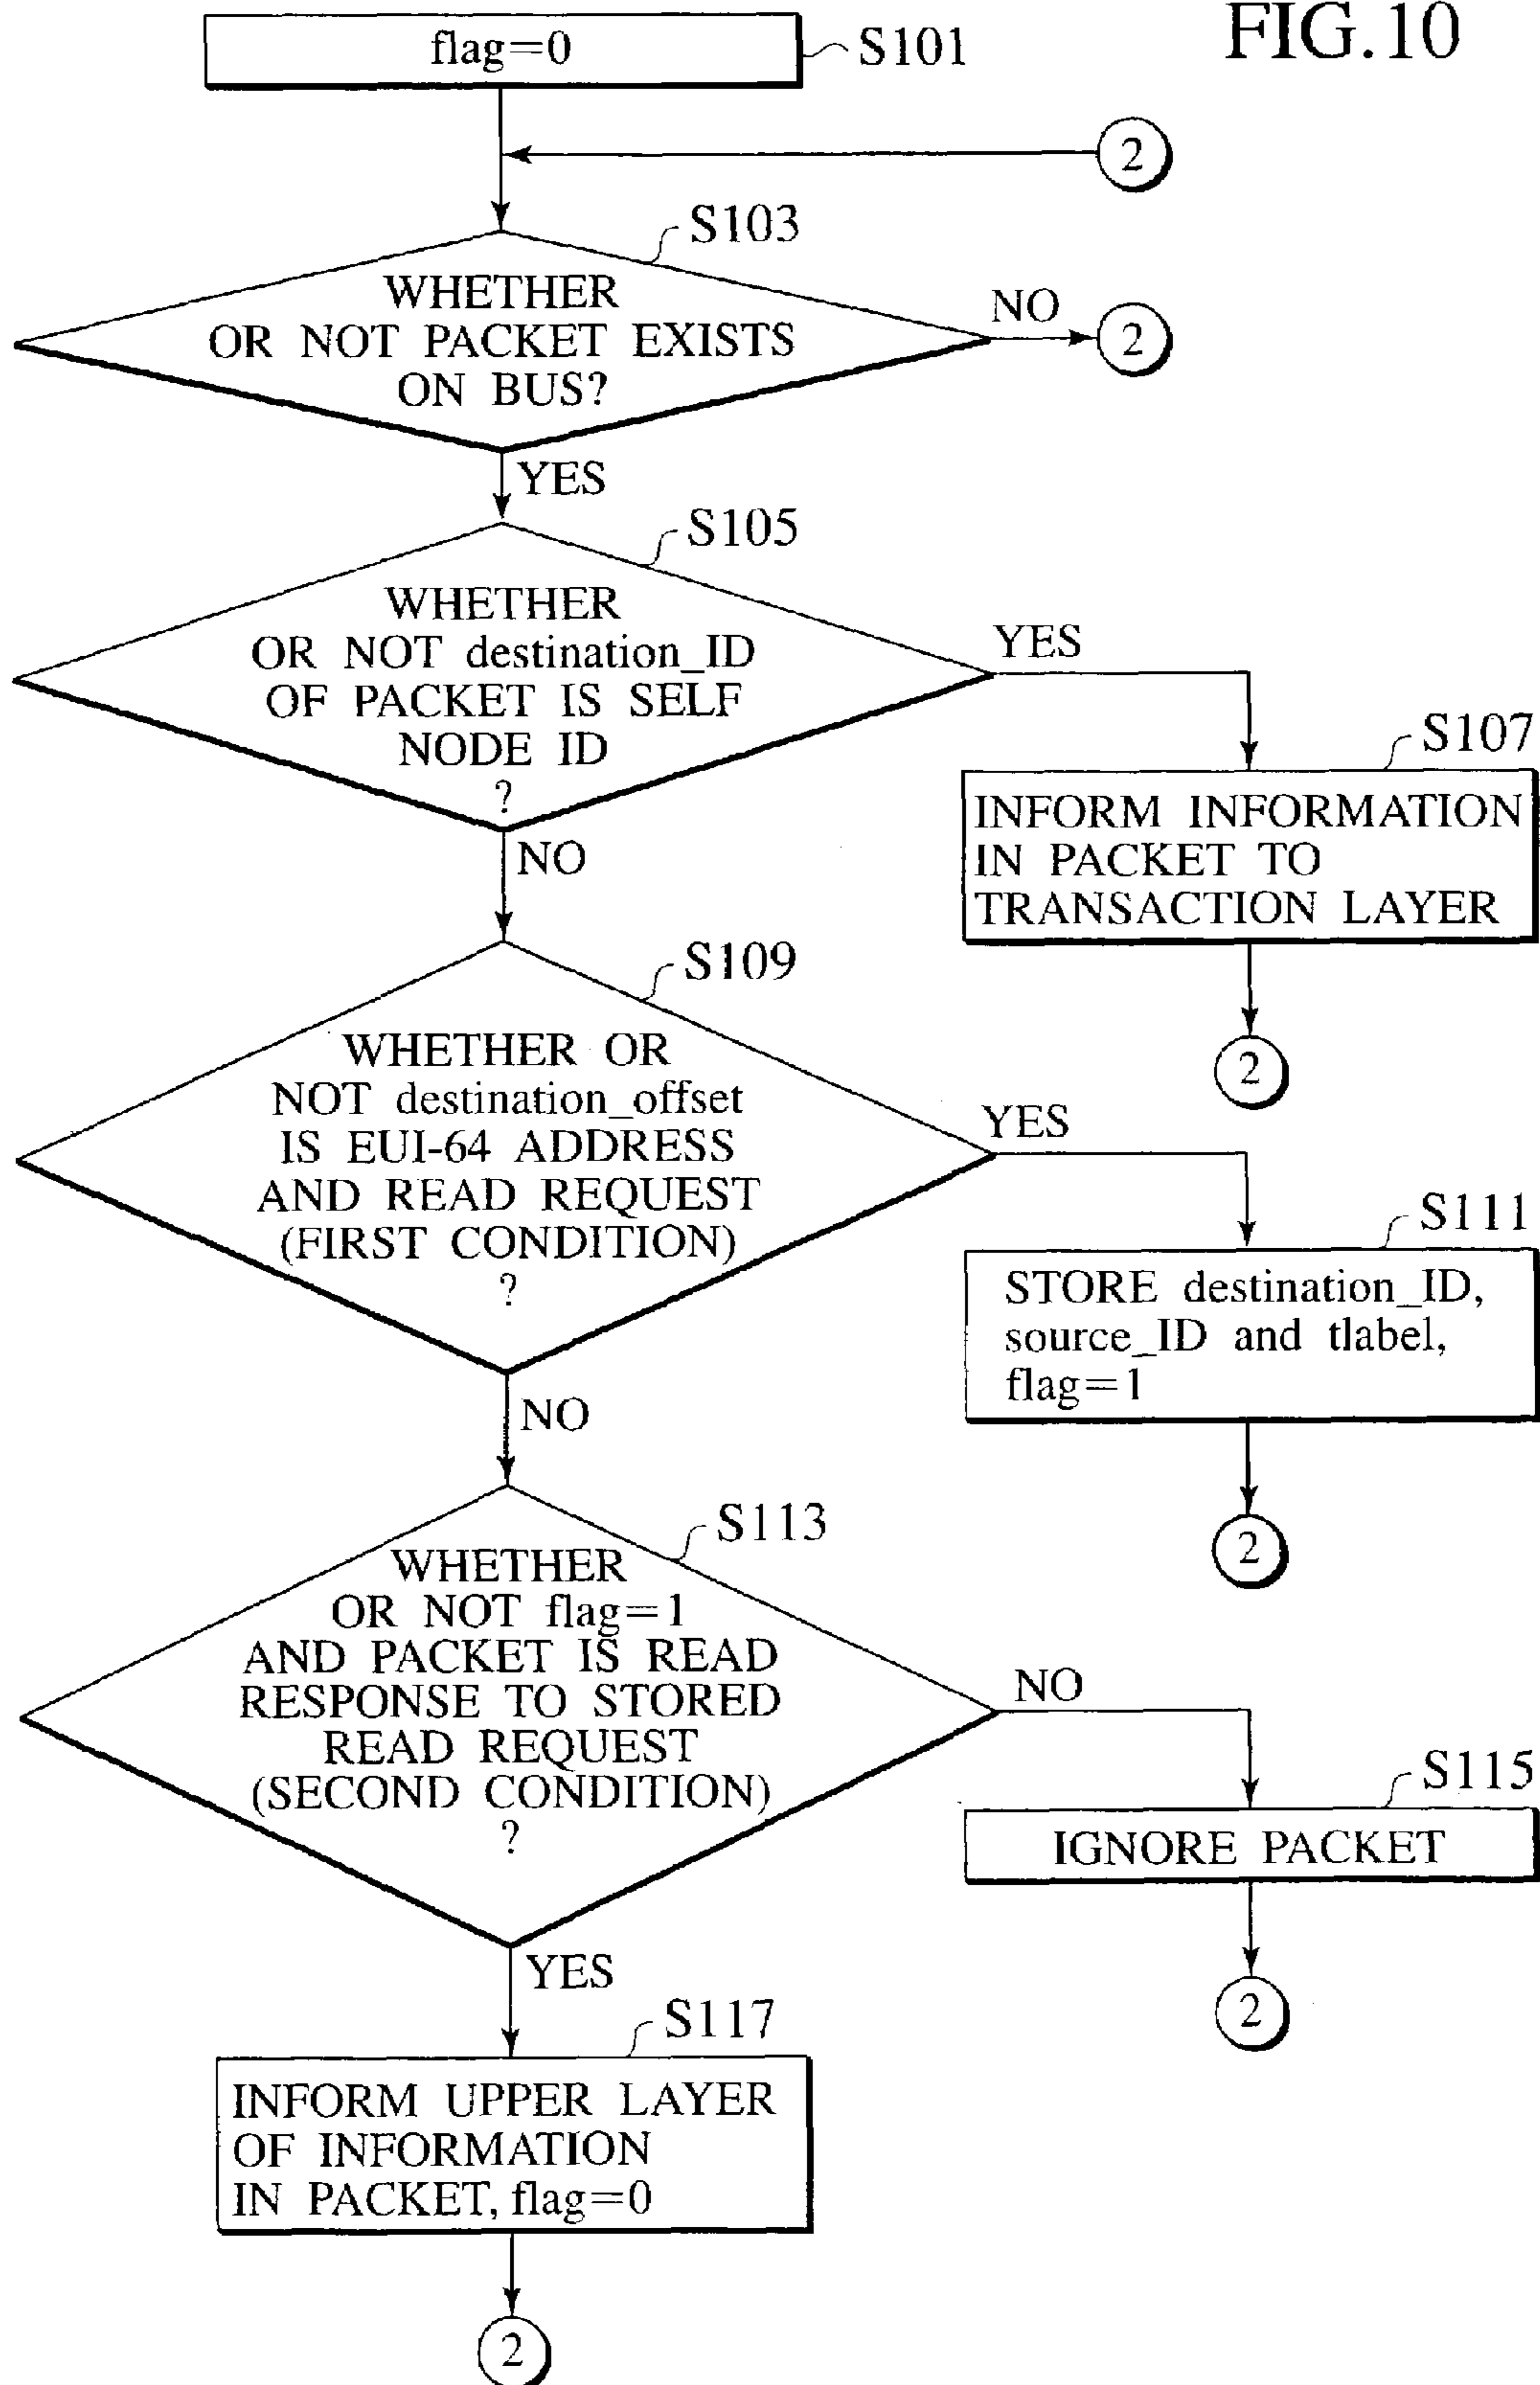 FIG.10
flag=0
S101
2
S103
WHETHER
OR NOT PACKET EXISTS
ON BUS?
NO
2
YES
S105
WHETHER
OR NOT destination_ID
OF PACKET IS SELF
NODE ID
?
YES
S107
INFORM INFORMATION
IN PACKET TO
TRANSACTION LAYER
2
NO
S109
WHETHER OR
NOT destination_offset
IS EUI-64 ADDRESS
AND READ REQUEST
(FIRST CONDITION)
?
YES
S111
STORE destination_ID,
source_ID and tlabel,
flag=1
2
NO
S113
WHETHER
OR NOT flag=1
AND PACKET IS READ
RESPONSE TO STORED
READ REQUEST
(SECOND CONDITION)
?
NO
S115
IGNORE PACKET
2
YES
S117
INFORM UPPER LAYER
OF INFORMATION
IN PACKET, flag=0
2